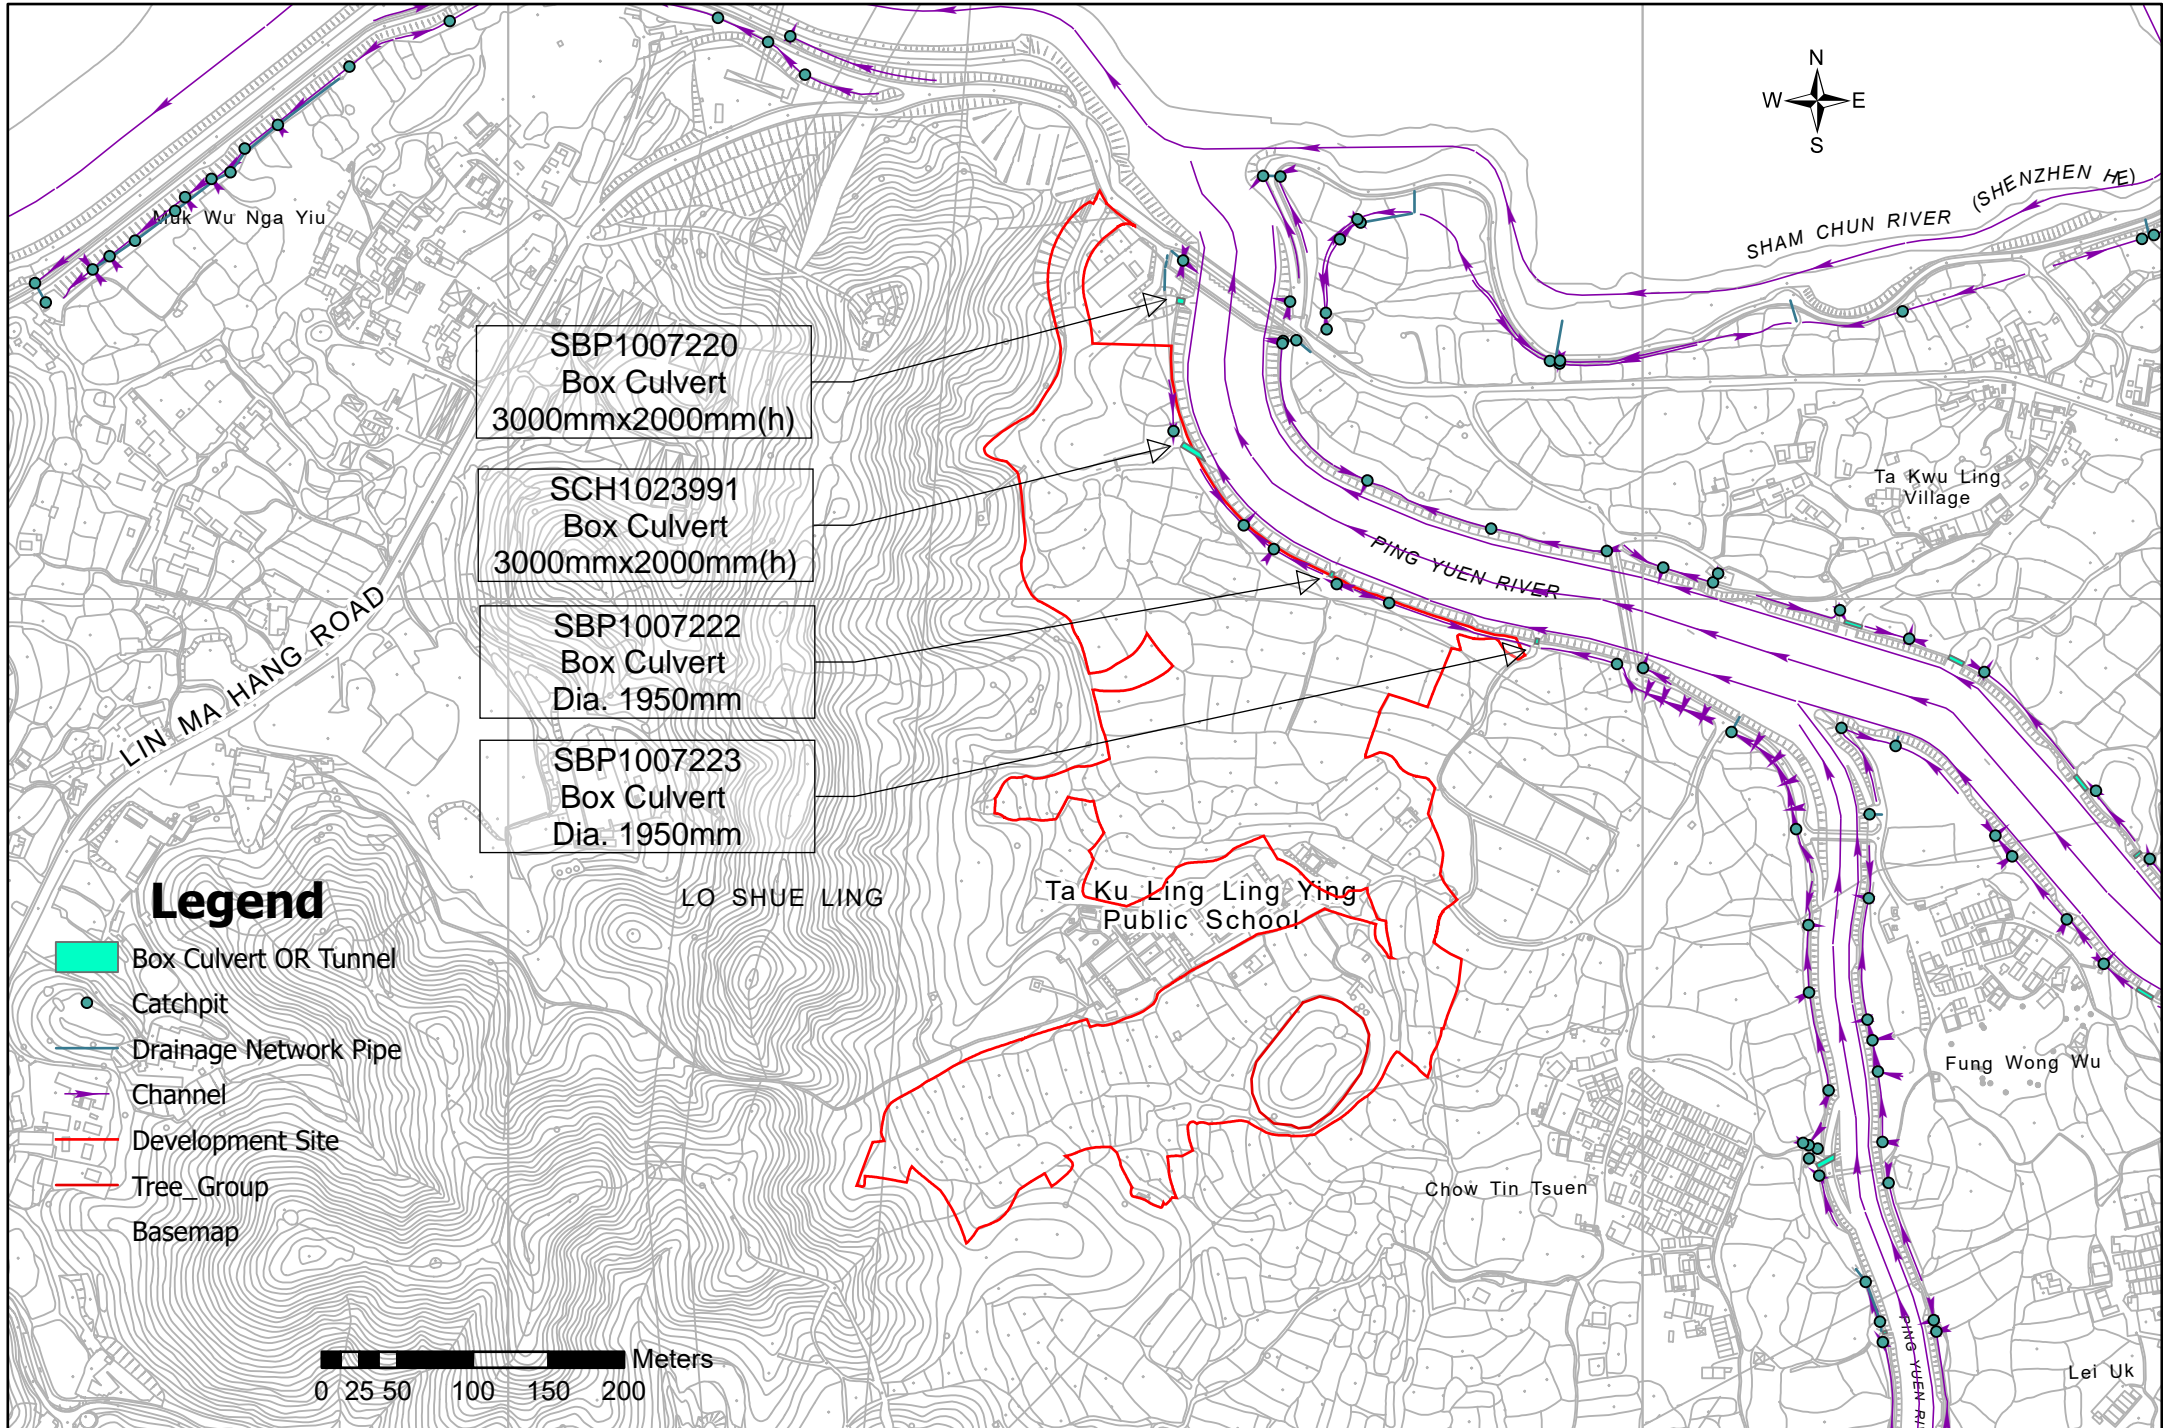 N
W E
S
SHAM CHUN RIVER (SHENZHEN HE)
Muk Wu Nga Yiu
SBP1007220
Box Culvert
3000mmx2000mm(h)
SCH1023991
Box Culvert
3000mmx2000mm(h)
SBP1007222
Box Culvert
Dia. 1950mm
SBP1007223
Box Culvert
Dia. 1950mm
Ta Kwu Ling
Village
PING YUEN RIVER
LIN MA HANG ROAD
LO SHUE LING
Ta Ku Ling Ling Ying
Public School
Legend
Box Culvert OR Tunnel
Catchpit
Drainage Network Pipe
Channel
Development Site
Tree_Group
Basemap
Fung Wong Wu
Chow Tin Tsuen
PING YUEN RI
Lei Uk
Meters
0 25 50 100 150 200